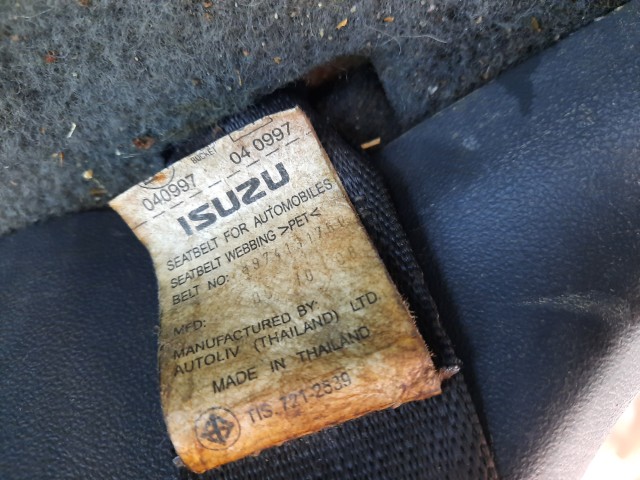 BUCKET
040997 04 0997
ISUZU
SEATBELT FOR AUTOMOBILES
SEATBELT WEBBING >PET<
BELT NO:
MFD:
MANUFACTURED BY:
AUTOLIV (THAILAND) LTD.
MADE IN THAILAND
TIS 721-2539